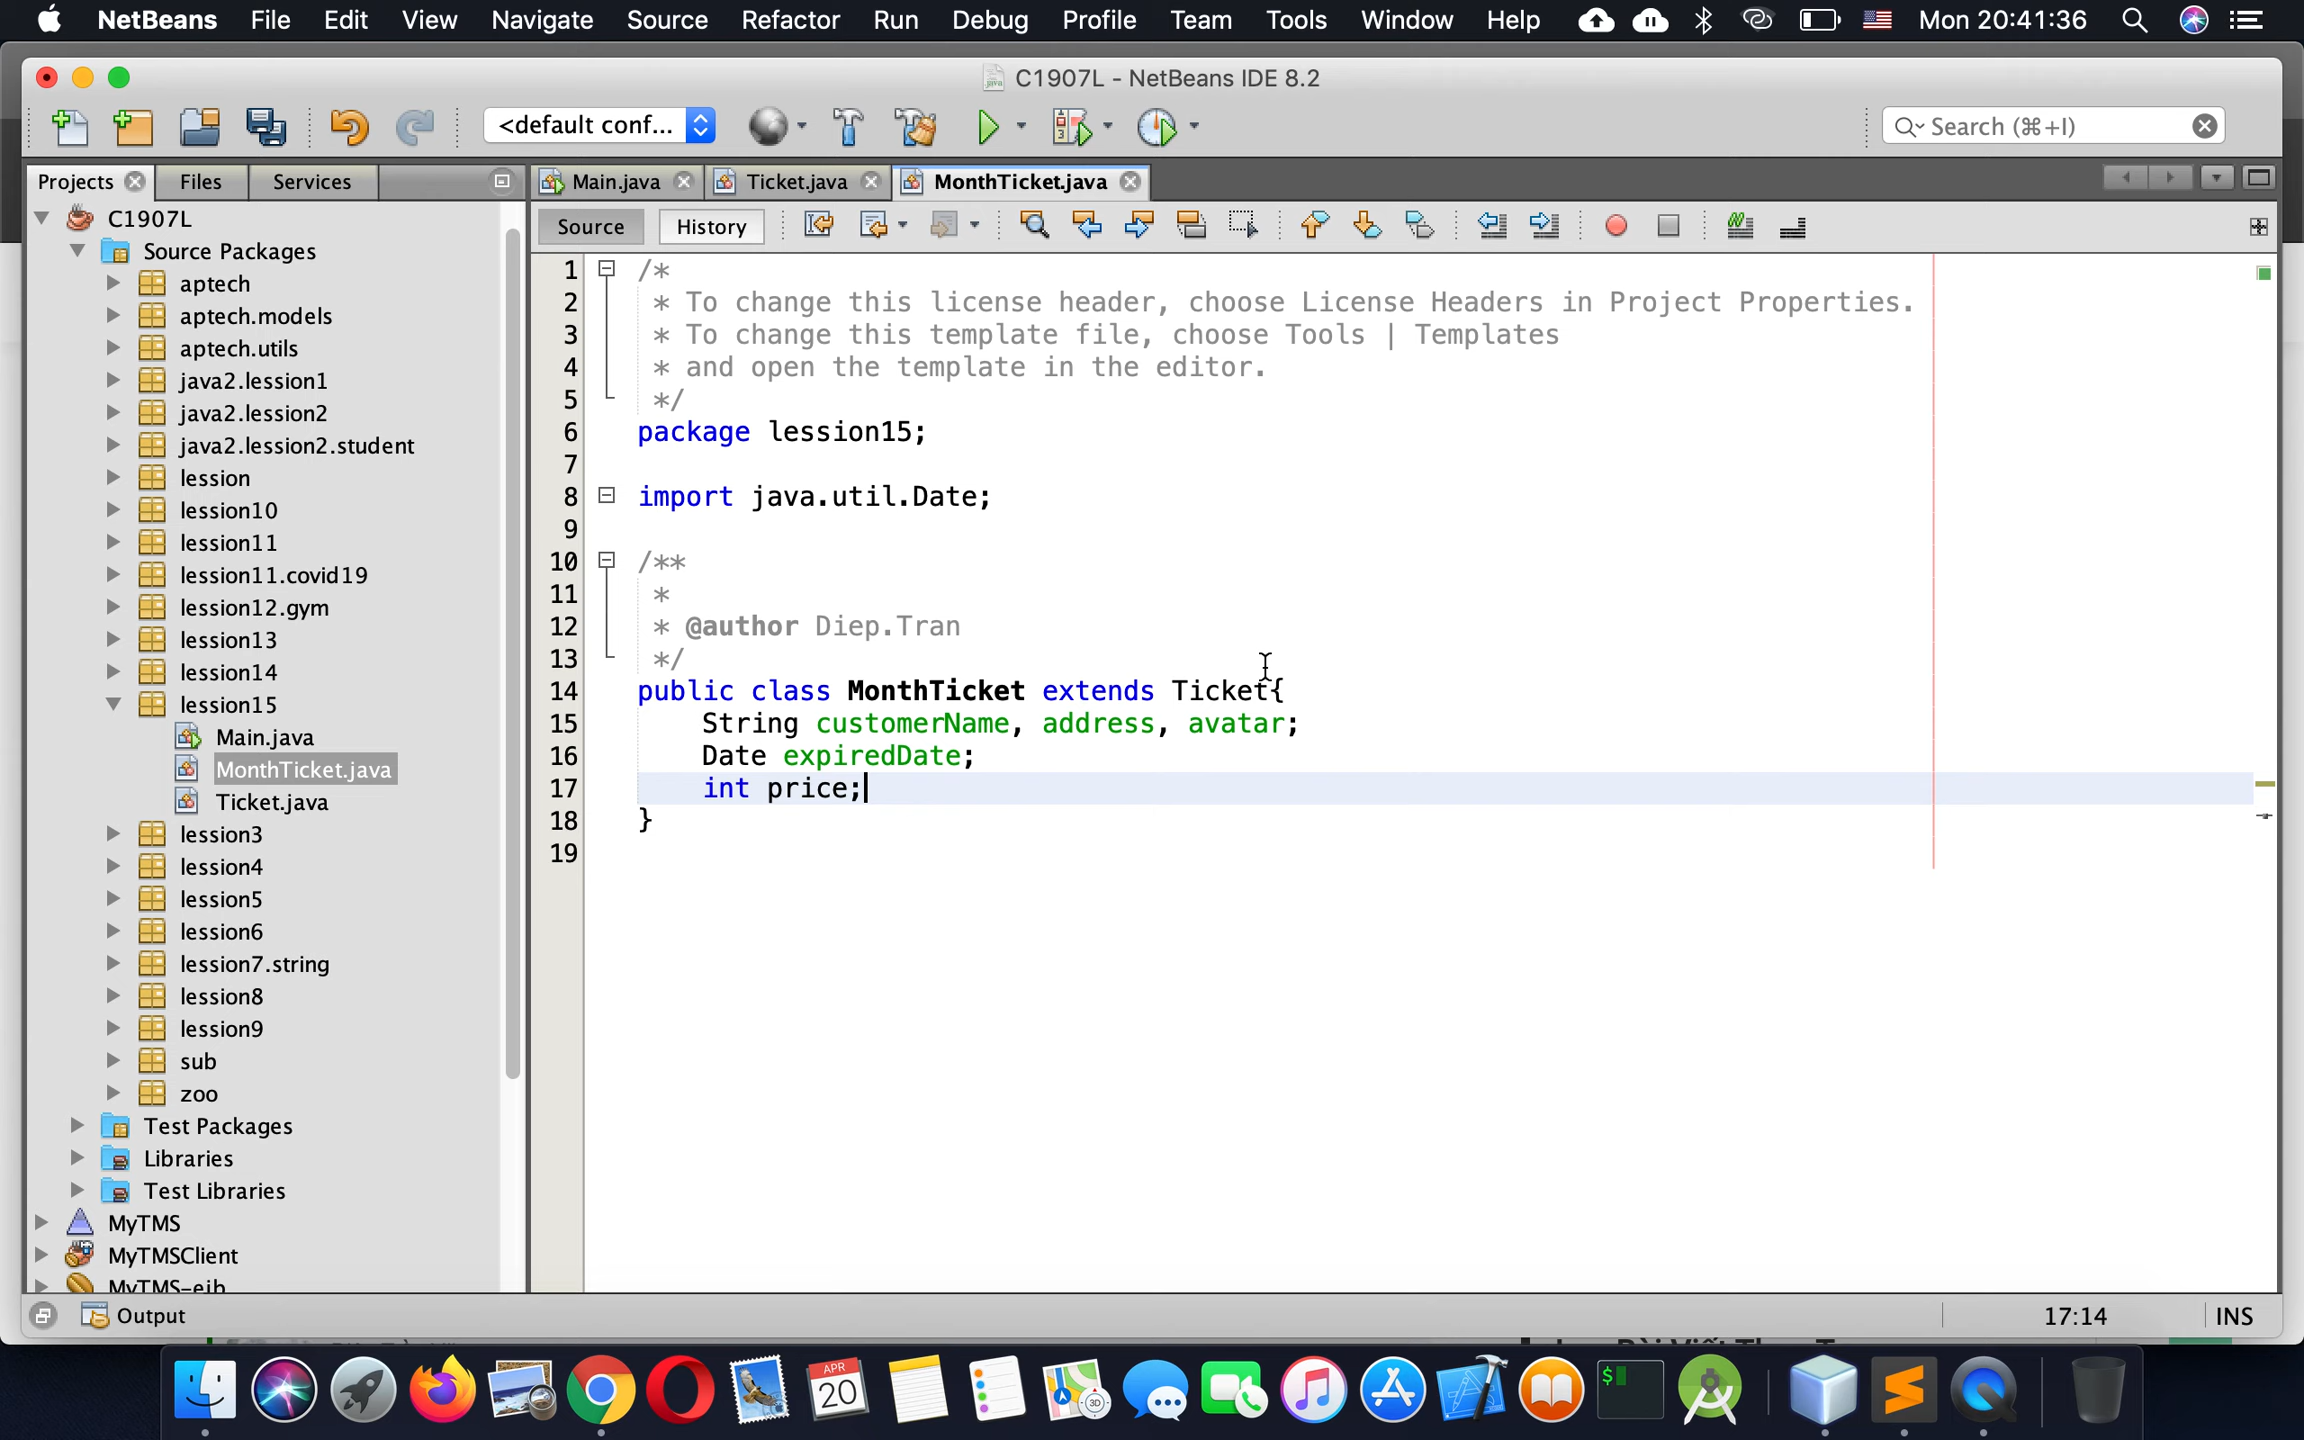 NetBeans File Edit View Navigate Source Refactor Run Debug Profile Team Tools Window Help Mon 20:41:36
C1907L - NetBeans IDE 8.2
<default conf... Search (⌘+I)
Projects Files Services
Main.java Ticket.java MonthTicket.java
Source History
C1907L
Source Packages
aptech
aptech.models
aptech.utils
java2.lession1
java2.lession2
java2.lession2.student
lession
lession10
lession11
lession11.covid19
lession12.gym
lession13
lession14
lession15
Main.java
MonthTicket.java
Ticket.java
lession3
lession4
lession5
lession6
lession7.string
lession8
lession9
sub
zoo
Test Packages
Libraries
Test Libraries
MyTMS
MyTMSClient
MyTMS-ejb
1 /*
2 * To change this license header, choose License Headers in Project Properties.
3 * To change this template file, choose Tools | Templates
4 * and open the template in the editor.
5 */
6 package lession15;
7
8 import java.util.Date;
9
10 /**
11 *
12 * @author Diep.Tran
13 */
14 public class MonthTicket extends Ticket{
15 String customerName, address, avatar;
16 Date expiredDate;
17 int price;
18 }
19
Output 17:14 INS
APR
20
3D
$